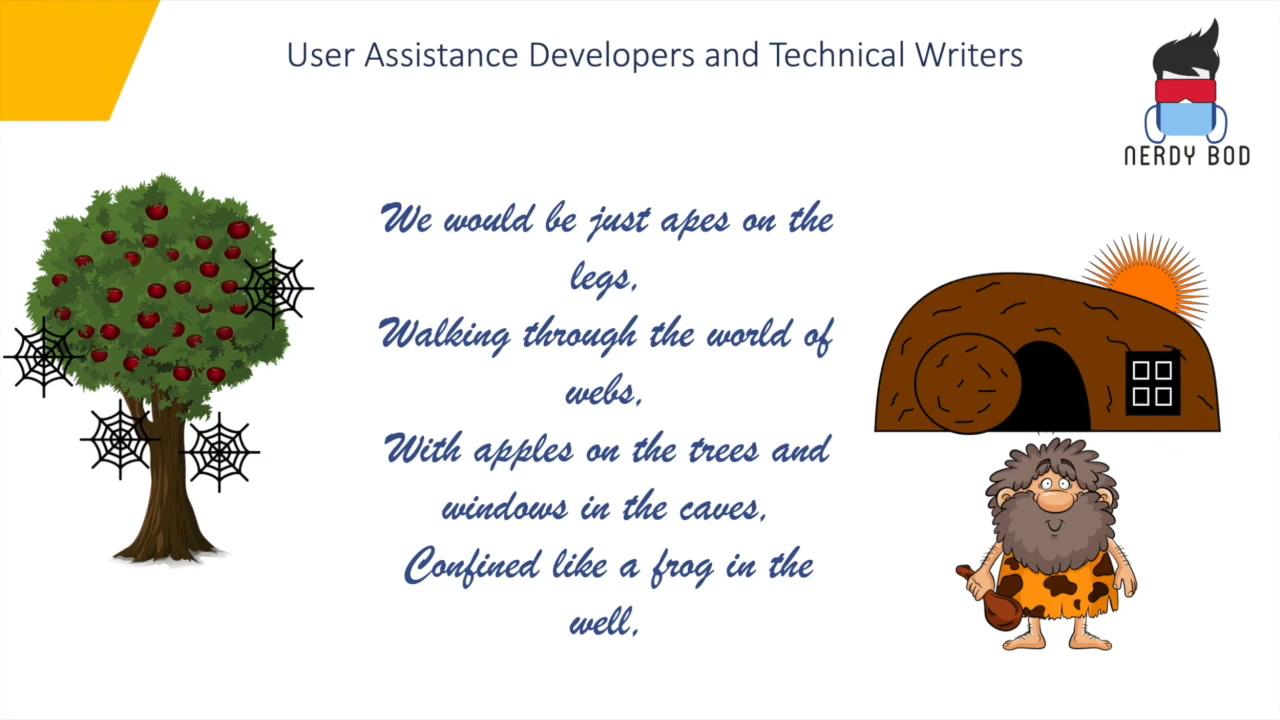 User Assistance Developers and Technical Writers
NERDY BOD
We would be just apes on the
legs,
Walking through the world of
webs,
With apples on the trees and
windows in the caves,
Confined like a frog in the
well,